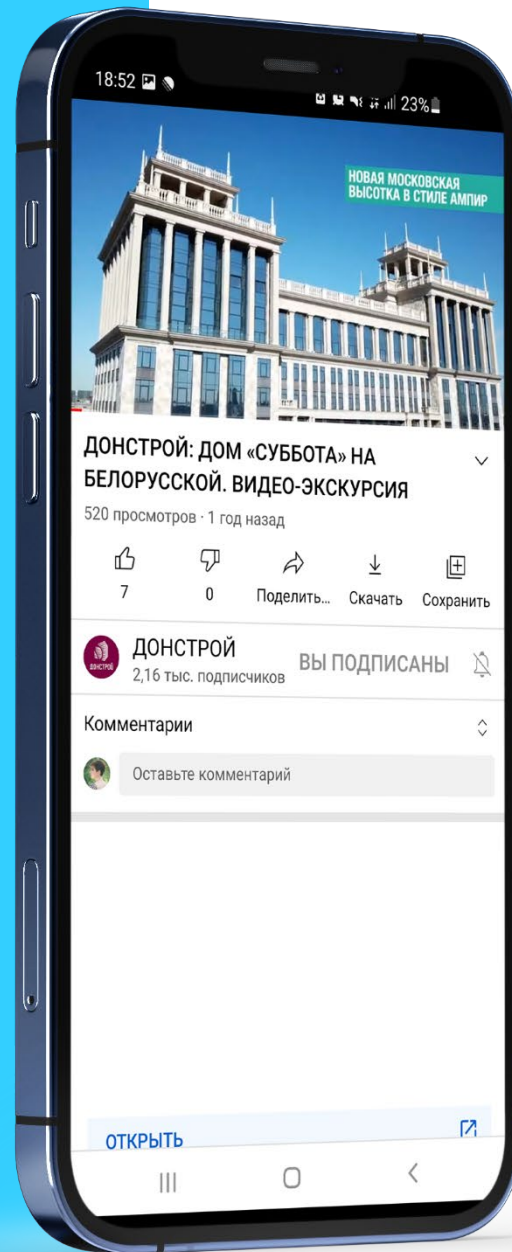 18:52
23%
НОВАЯ МОСКОВСКАЯ
ВЫСОТКА В СТИЛЕ АМПИР
ДОНСТРОЙ: ДОМ «СУББОТА» НА
БЕЛОРУССКОЙ. ВИДЕО-ЭКСКУРСИЯ
520 просмотров · 1 год назад
7 0 Поделить... Скачать Сохранить
ДОНСТРОЙ
ДОНСТРОЙ
2,16 тыс. подписчиков
ВЫ ПОДПИСАНЫ
Комментарии
Оставьте комментарий
ОТКРЫТЬ